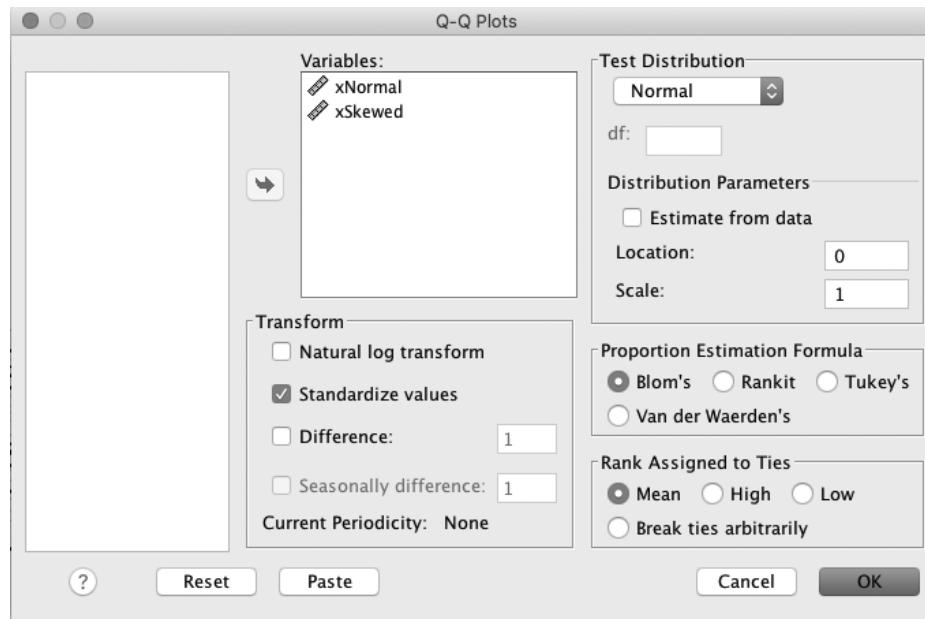 Q-Q Plots
Variables:
xNormal
xSkewed
Transform
Natural log transform
Standardize values
Difference: 1
Seasonally difference: 1
Current Periodicity: None
Test Distribution
Normal
df:
Distribution Parameters
Estimate from data
Location: 0
Scale: 1
Proportion Estimation Formula
Blom's Rankit Tukey's
Van der Waerden's
Rank Assigned to Ties
Mean High Low
Break ties arbitrarily
? Reset Paste Cancel OK